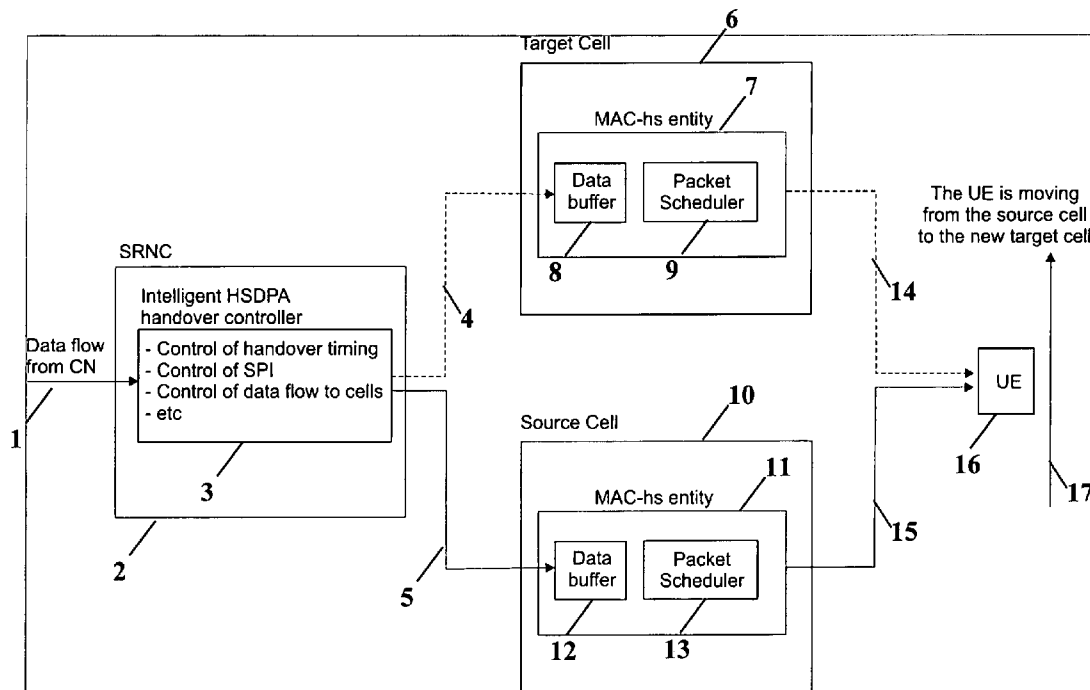 6
Target Cell
7
MAC-hs entity
Data
buffer
Packet
Scheduler
8
9
The UE is moving
from the source cell
to the new target cell
SRNC
Intelligent HSDPA
handover controller
4
14
Data flow
from CN
- Control of handover timing
- Control of SPI
- Control of data flow to cells
- etc
UE
1
3
10
Source Cell
16
17
11
MAC-hs entity
15
2
5
Data
buffer
Packet
Scheduler
12
13